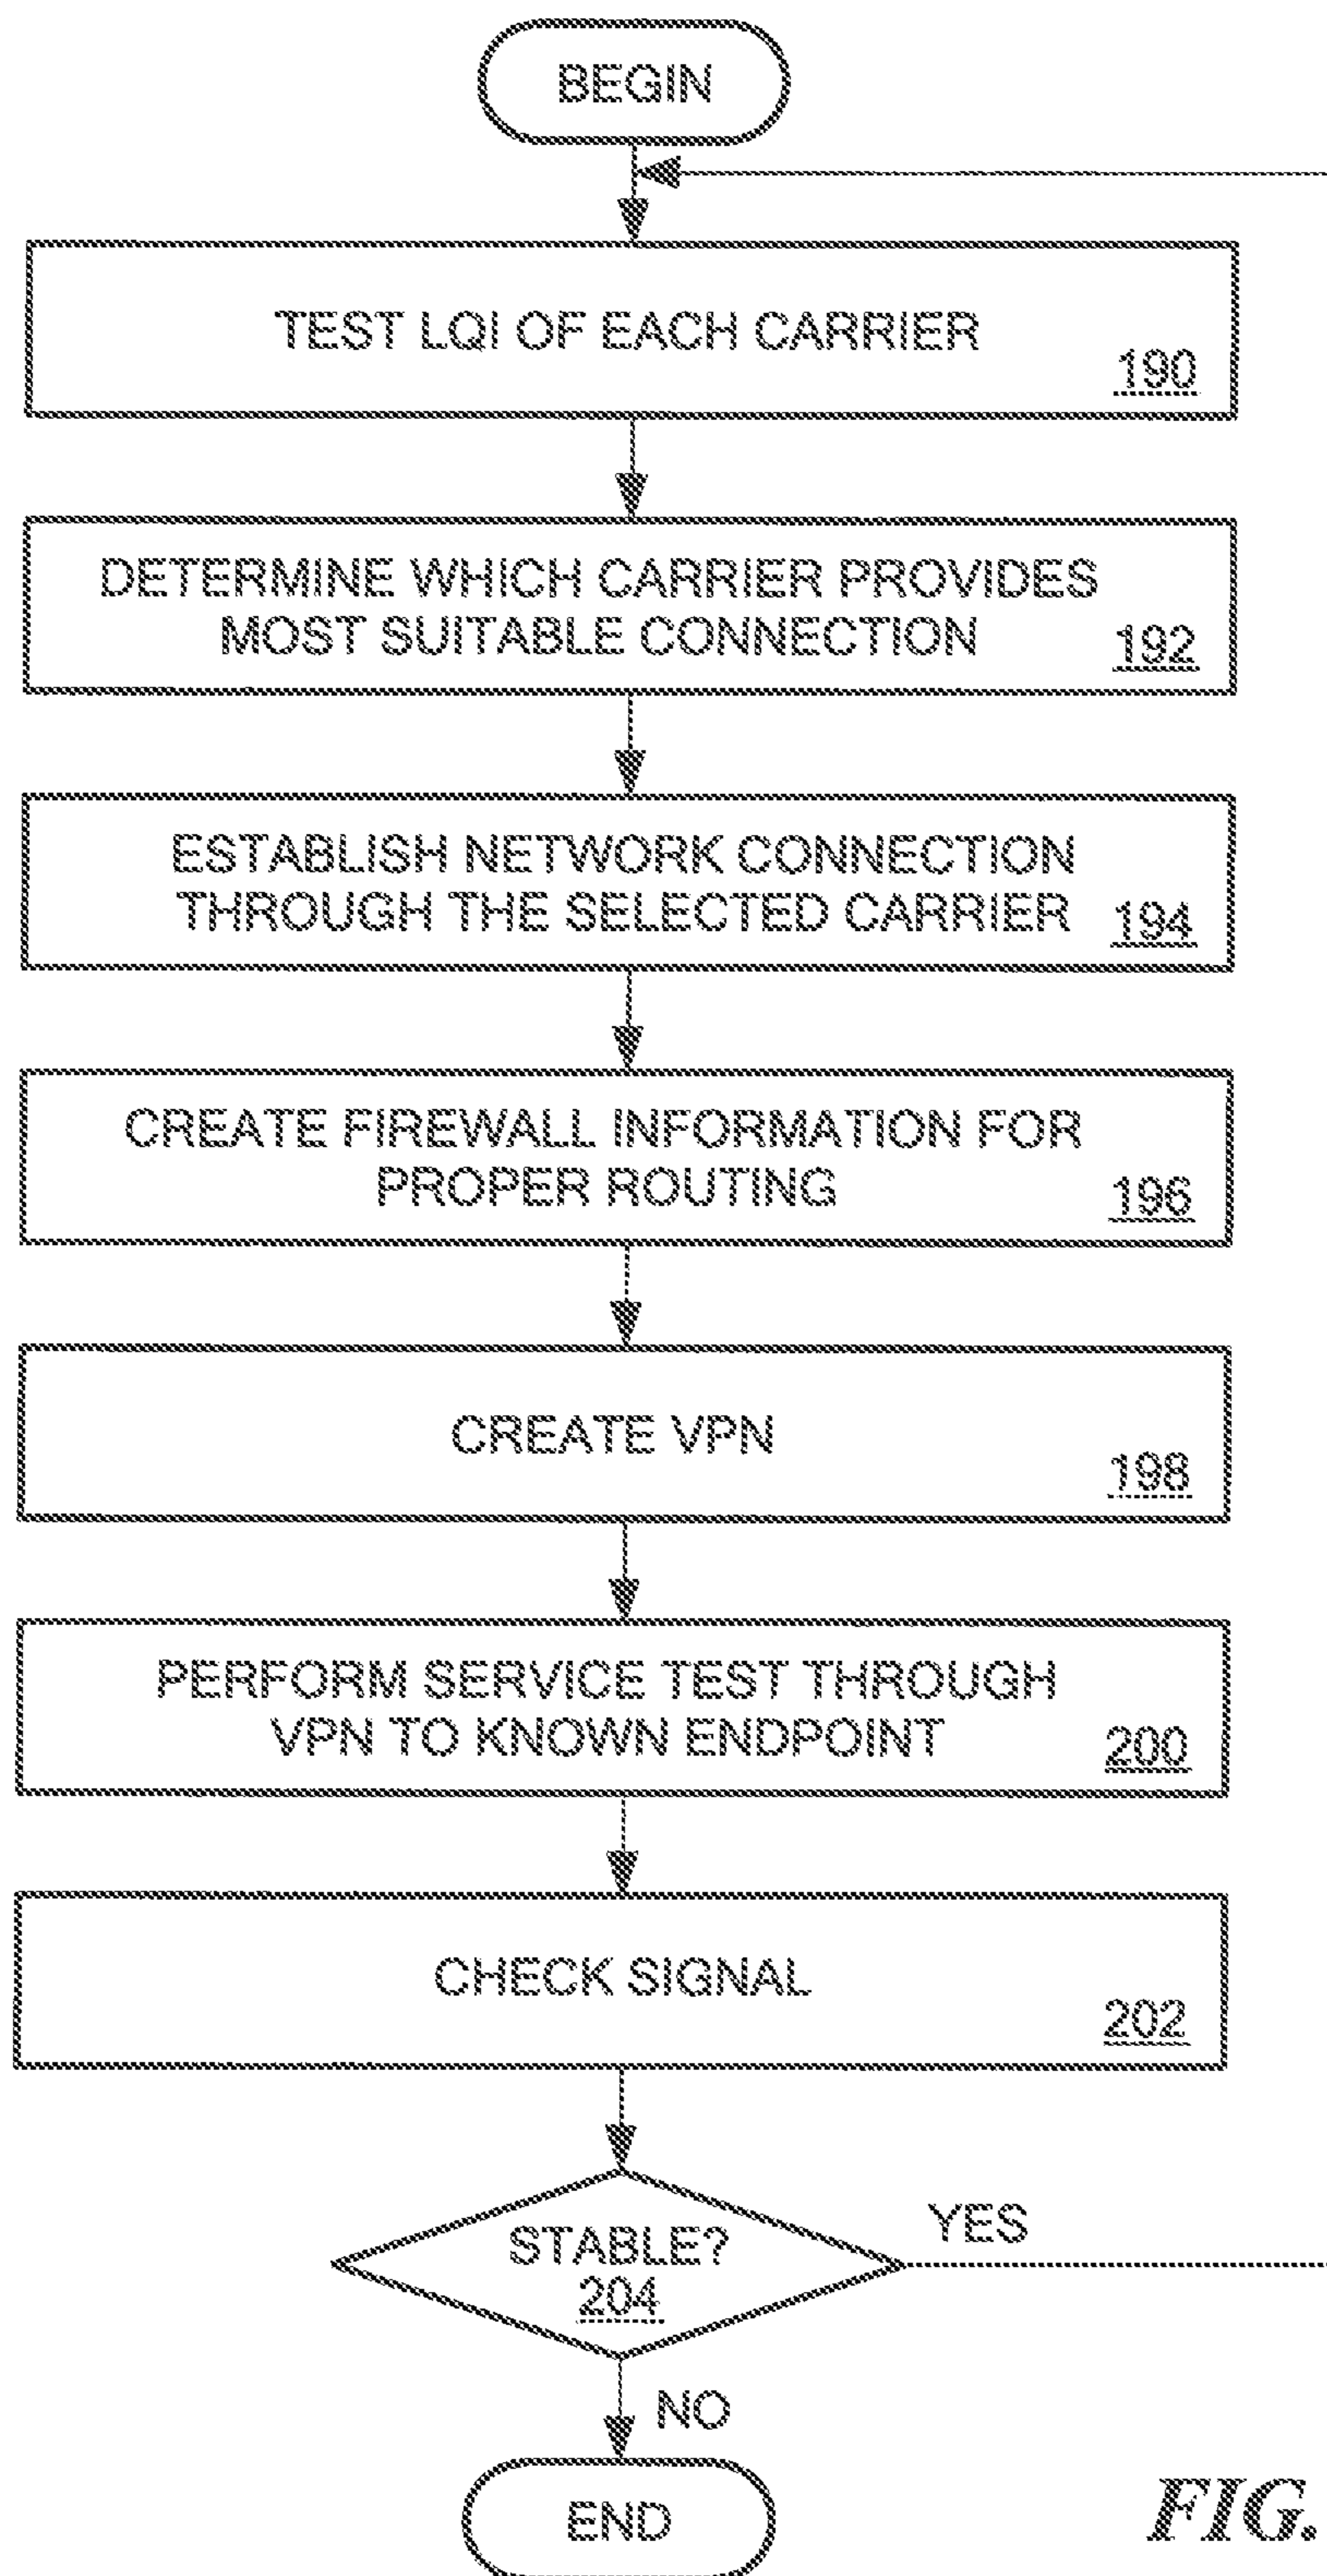 BEGIN
TEST LQI OF EACH CARRIER
190
DETERMINE WHICH CARRIER PROVIDES
MOST SUITABLE CONNECTION
192
ESTABLISH NETWORK CONNECTION
THROUGH THE SELECTED CARRIER
194
CREATE FIREWALL INFORMATION FOR
PROPER ROUTING
196
CREATE VPN
198
PERFORM SERVICE TEST THROUGH
VPN TO KNOWN ENDPOINT
200
CHECK SIGNAL
202
STABLE?
204
YES
NO
END
FIG.